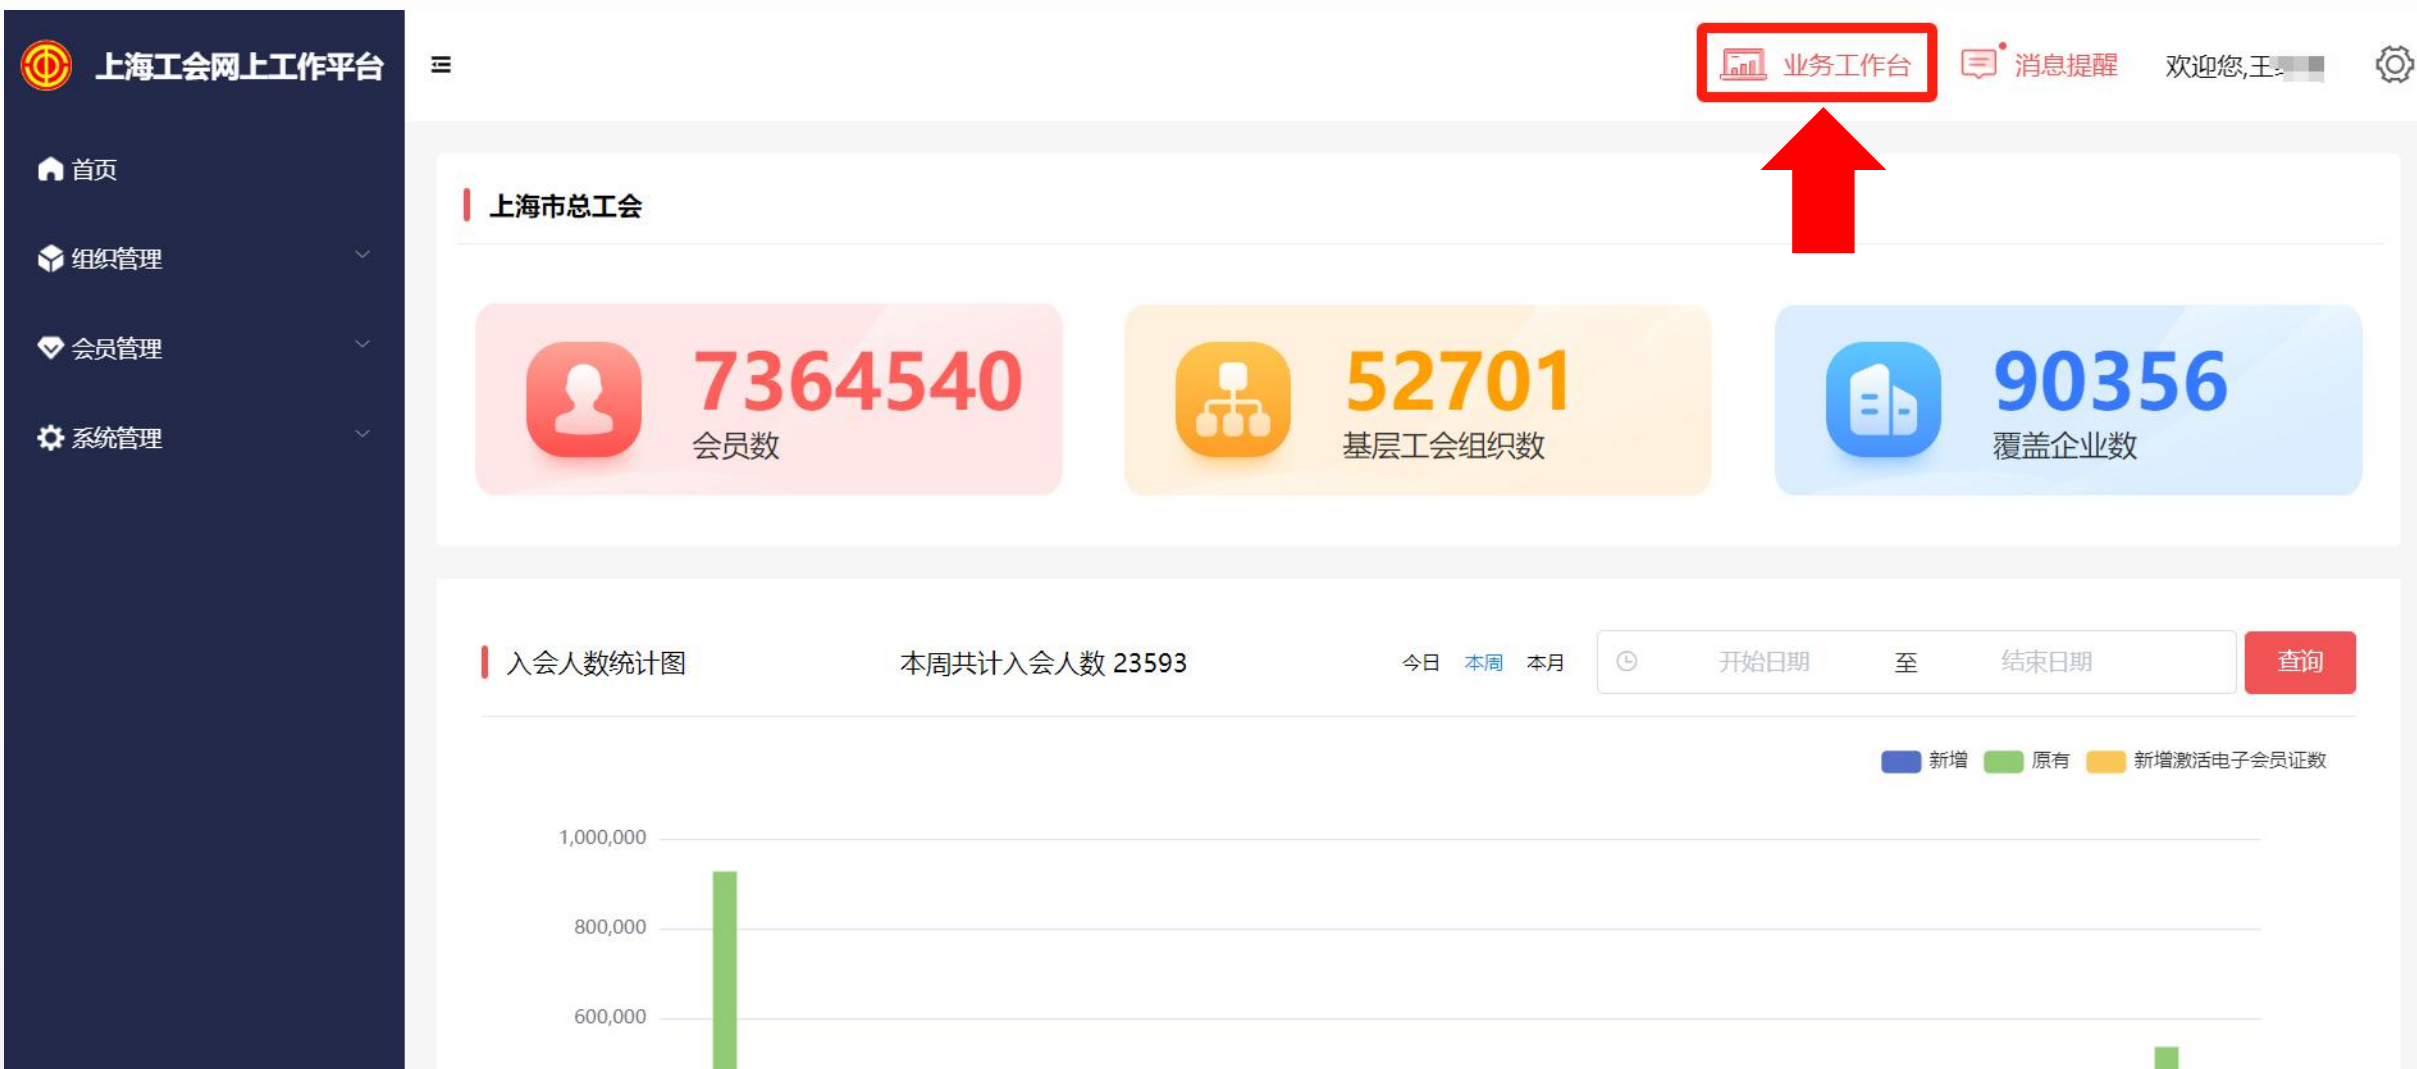 上海工会网上工作平台
业务工作台
消息提醒
欢迎您,王
首页
组织管理
会员管理
系统管理
上海市总工会
7364540
会员数
52701
基层工会组织数
90356
覆盖企业数
入会人数统计图
本周共计入会人数 23593
今日 本周 本月
开始日期 至 结束日期
查询
新增 原有 新增激活电子会员证数
1,000,000
800,000
600,000